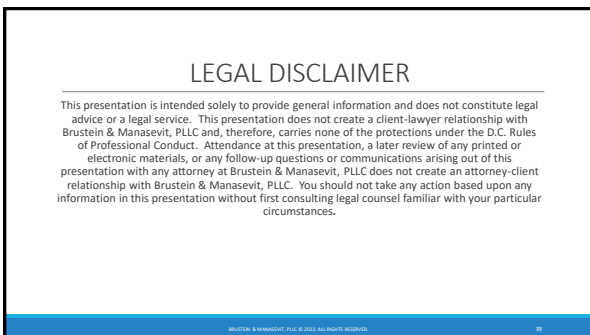 LEGAL DISCLAIMER
This presentation is intended solely to provide general information and does not constitute legal
advice or a legal service.  This presentation does not create a client-lawyer relationship with
Brustein & Manasevit, PLLC and, therefore, carries none of the protections under the D.C. Rules
of Professional Conduct.  Attendance at this presentation, a later review of any printed or
electronic materials, or any follow-up questions or communications arising out of this
presentation with any attorney at Brustein & Manasevit, PLLC does not create an attorney-client
relationship with Brustein & Manasevit, PLLC.  You should not take any action based upon any
information in this presentation without first consulting legal counsel familiar with your particular
circumstances.
BRUSTEIN & MANASEVIT, PLLC © 2022. ALL RIGHTS RESERVED.